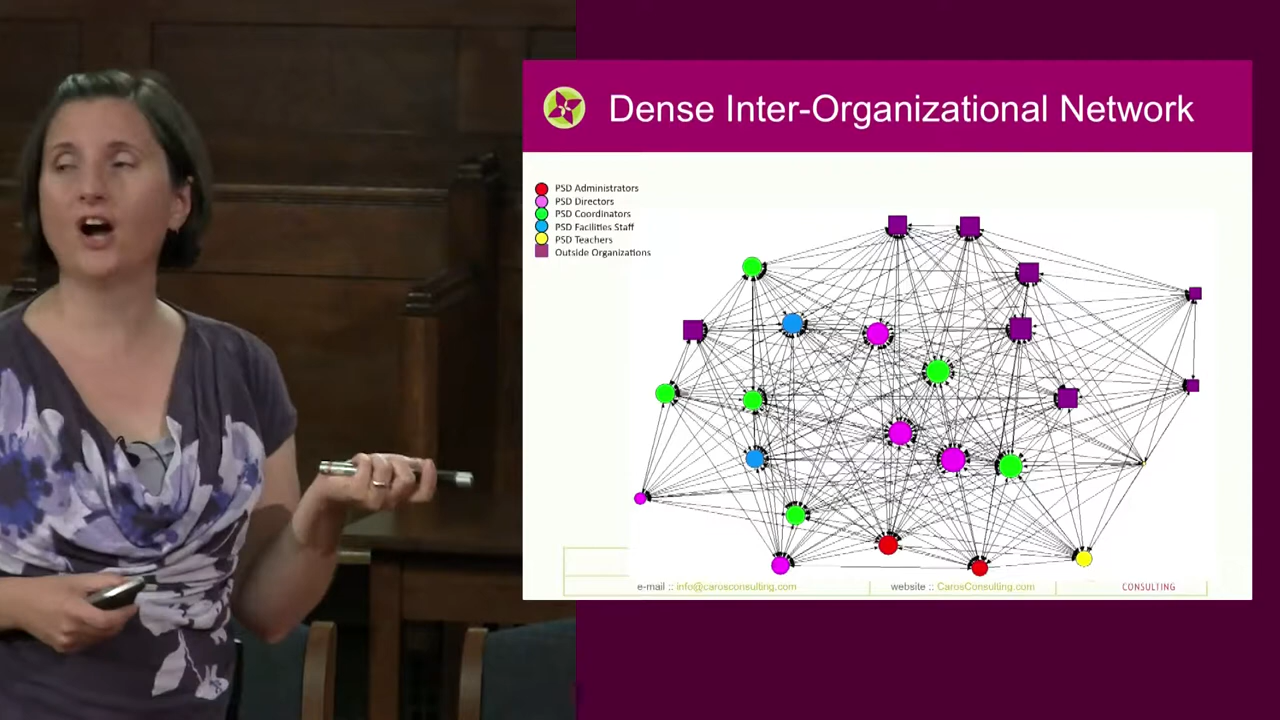 Dense Inter-Organizational Network
PSD Administrators
PSD Directors
PSD Coordinators
PSD Facilities Staff
PSD Teachers
Outside Organizations
e-mail :: info@carosconsulting.com
website :: CarosConsulting.com
CONSULTING